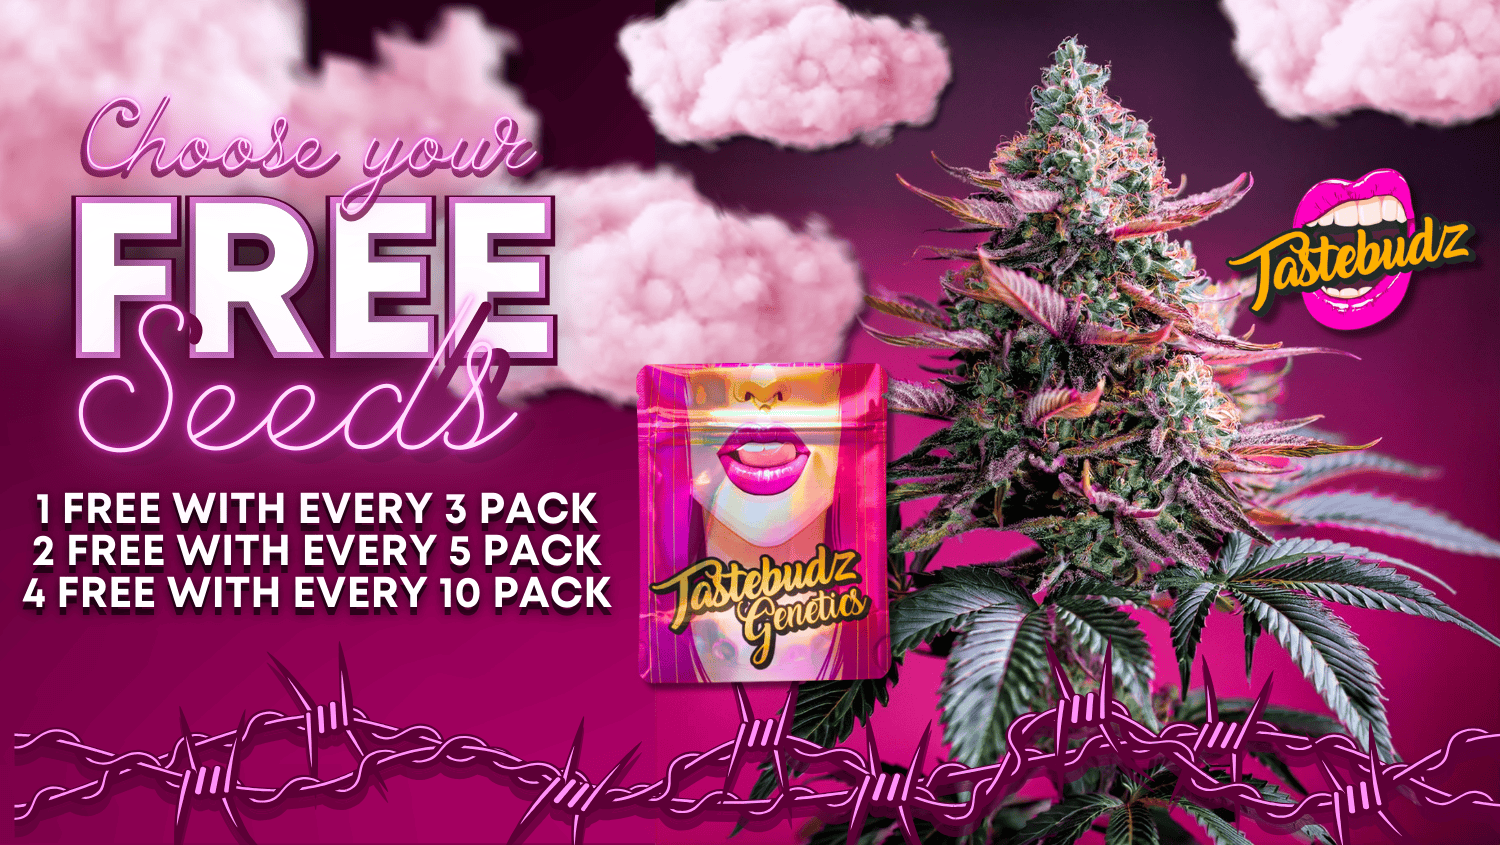 Choose your
FREE
Seeds
1 FREE WITH EVERY 3 PACK
2 FREE WITH EVERY 5 PACK
4 FREE WITH EVERY 10 PACK
Tastebudz
Genetics
Tastebudz